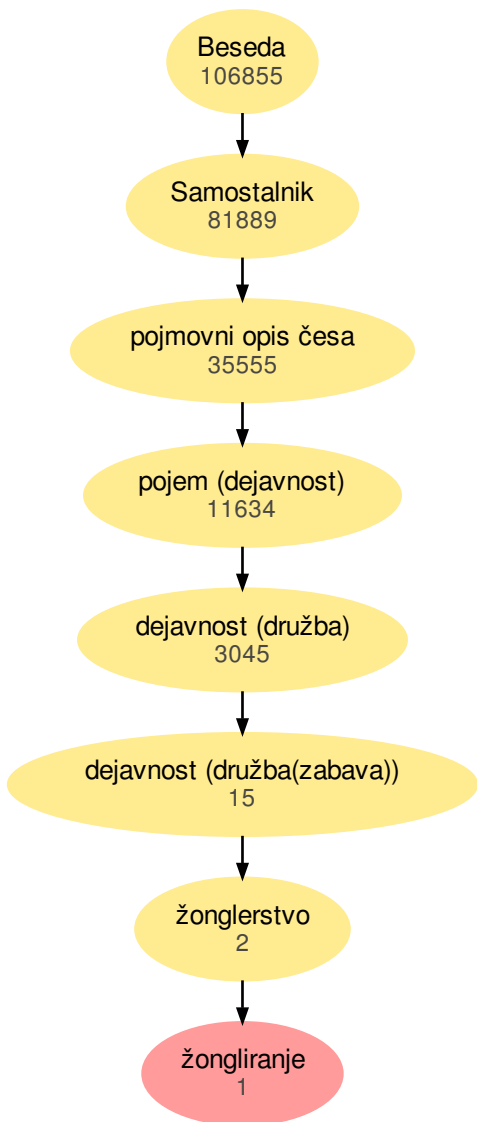 Beseda
106855
Samostalnik
81889
pojmovni opis česa
35555
pojem (dejavnost)
11634
dejavnost (družba)
3045
dejavnost (družba(zabava))
15
žonglerstvo
2
žongliranje
1